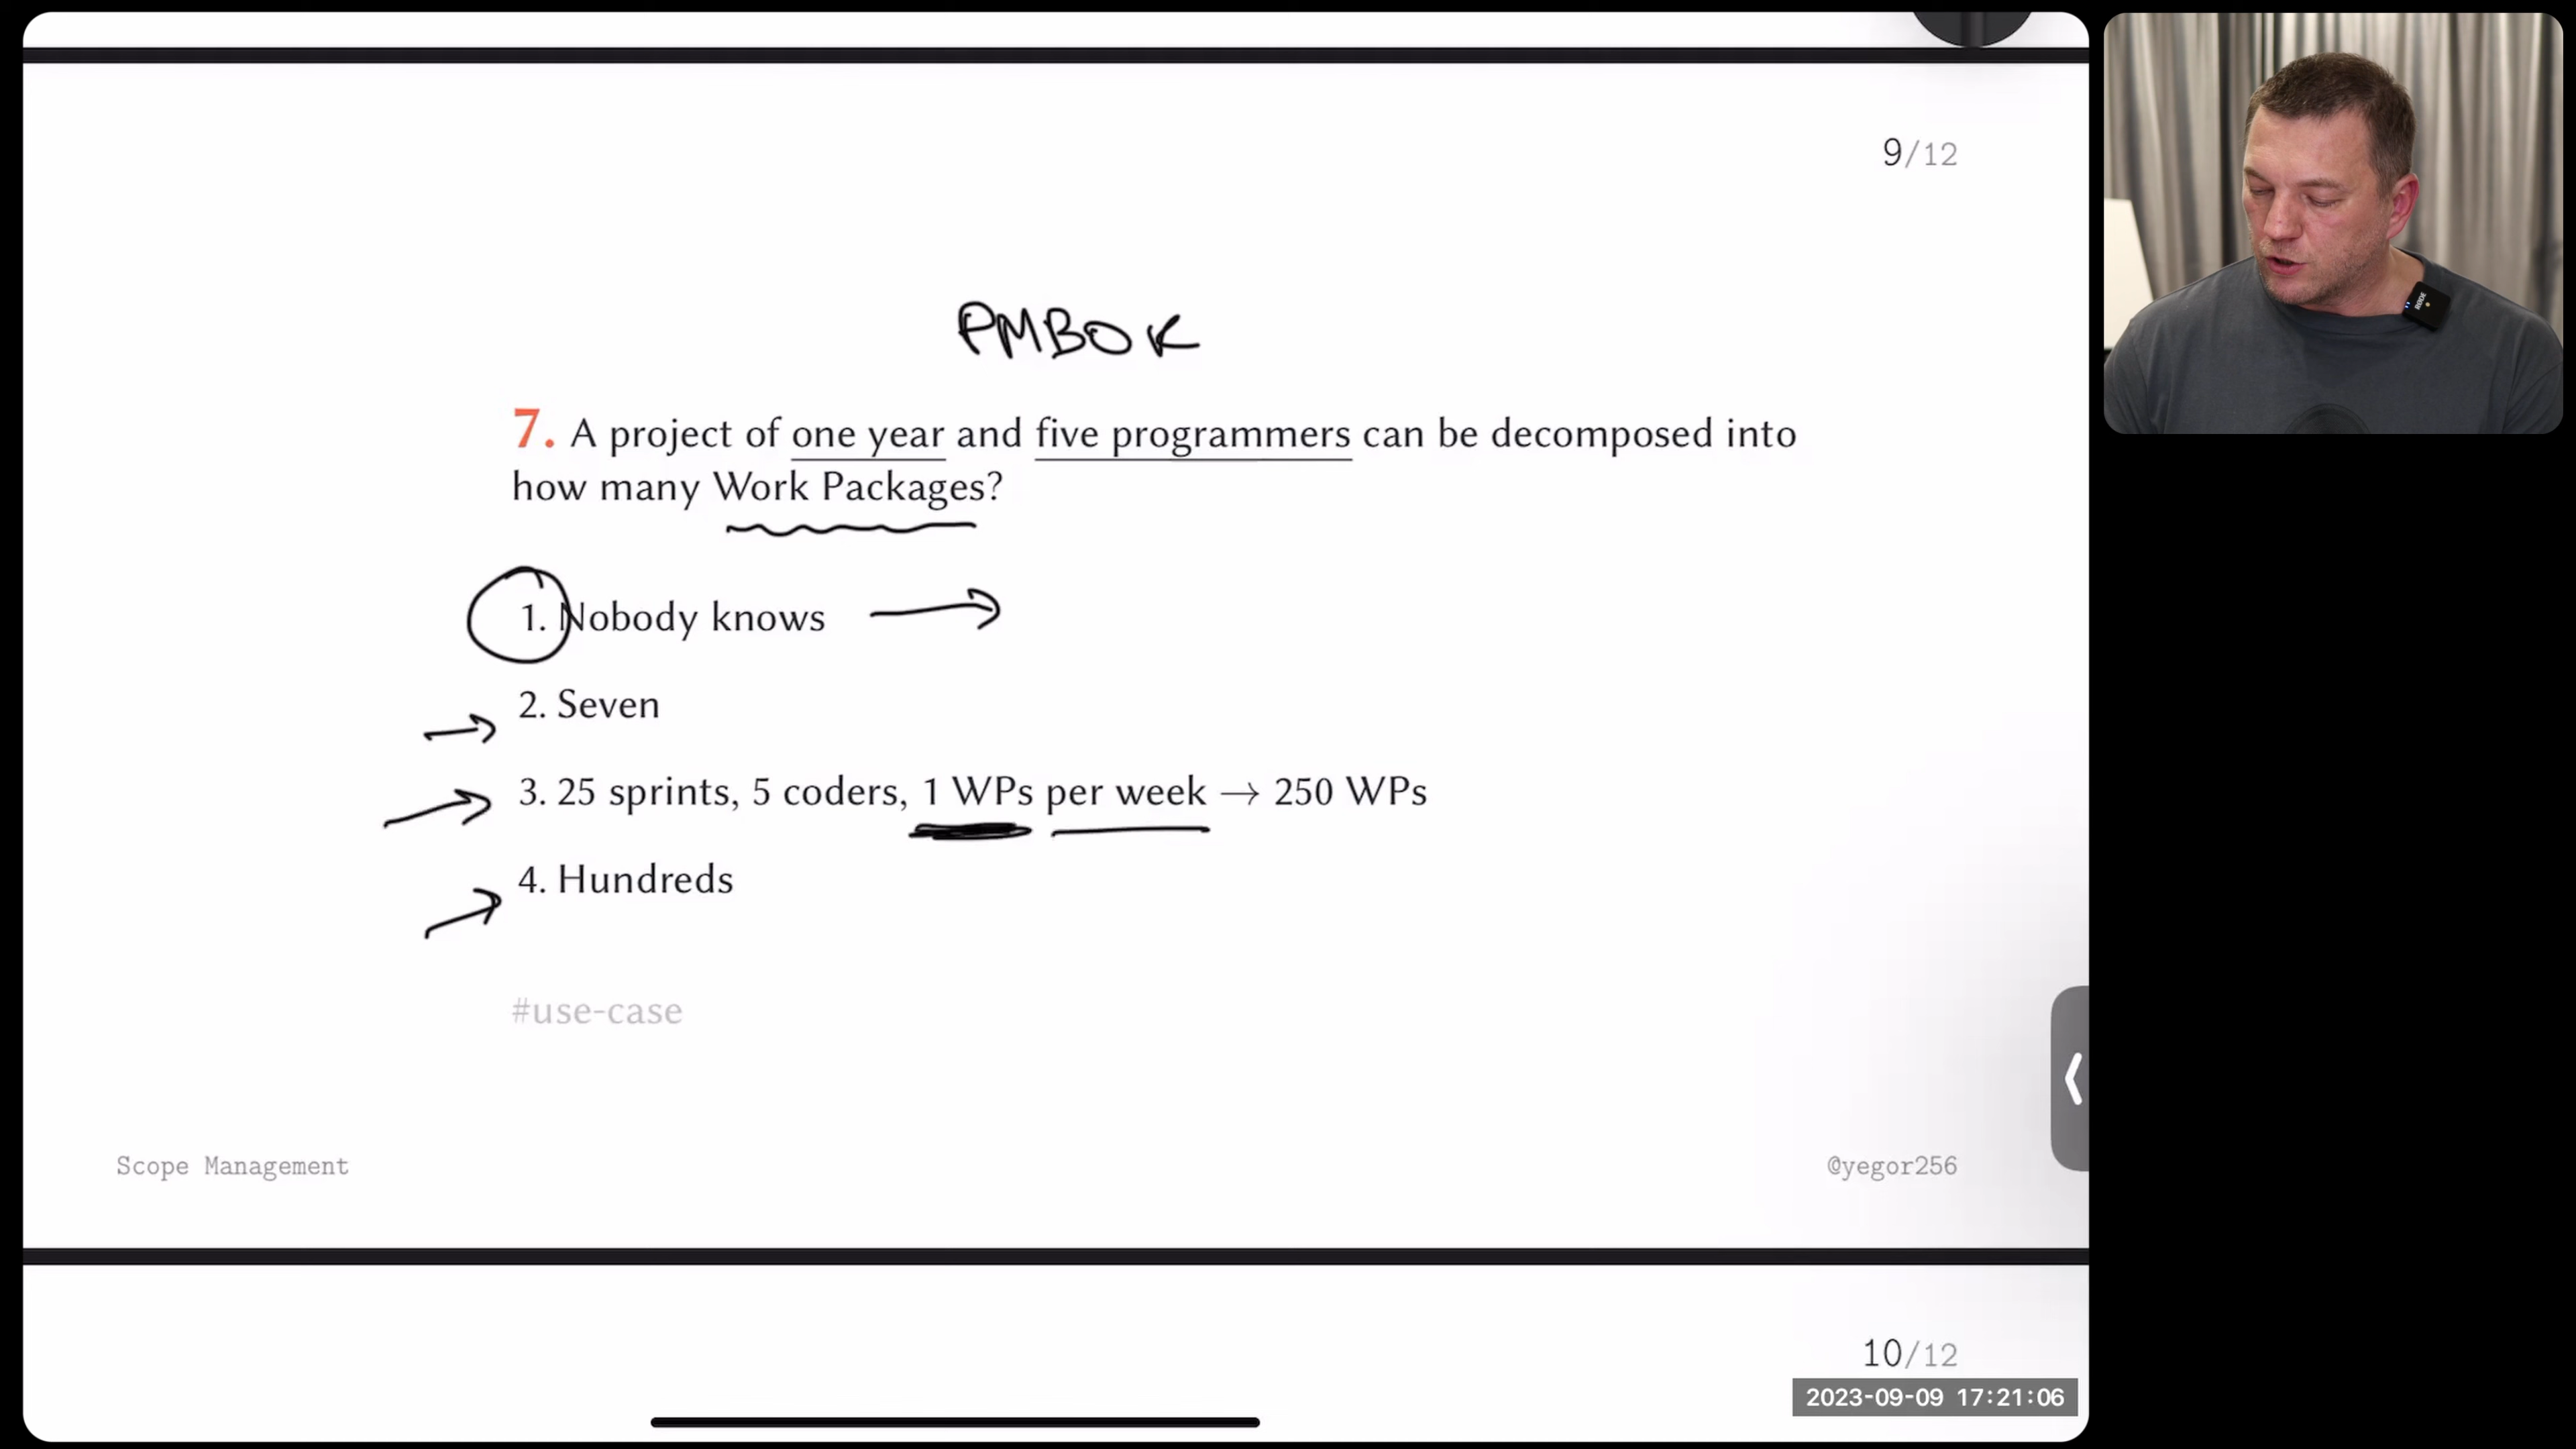 9/12
PMBOK
7. A project of one year and five programmers can be decomposed into
how many Work Packages?
1. Nobody knows
2. Seven
3. 25 sprints, 5 coders, 1 WPs per week → 250 WPs
4. Hundreds
#use-case
Scope Management
@yegor256
10/12
2023-09-09 17:21:06